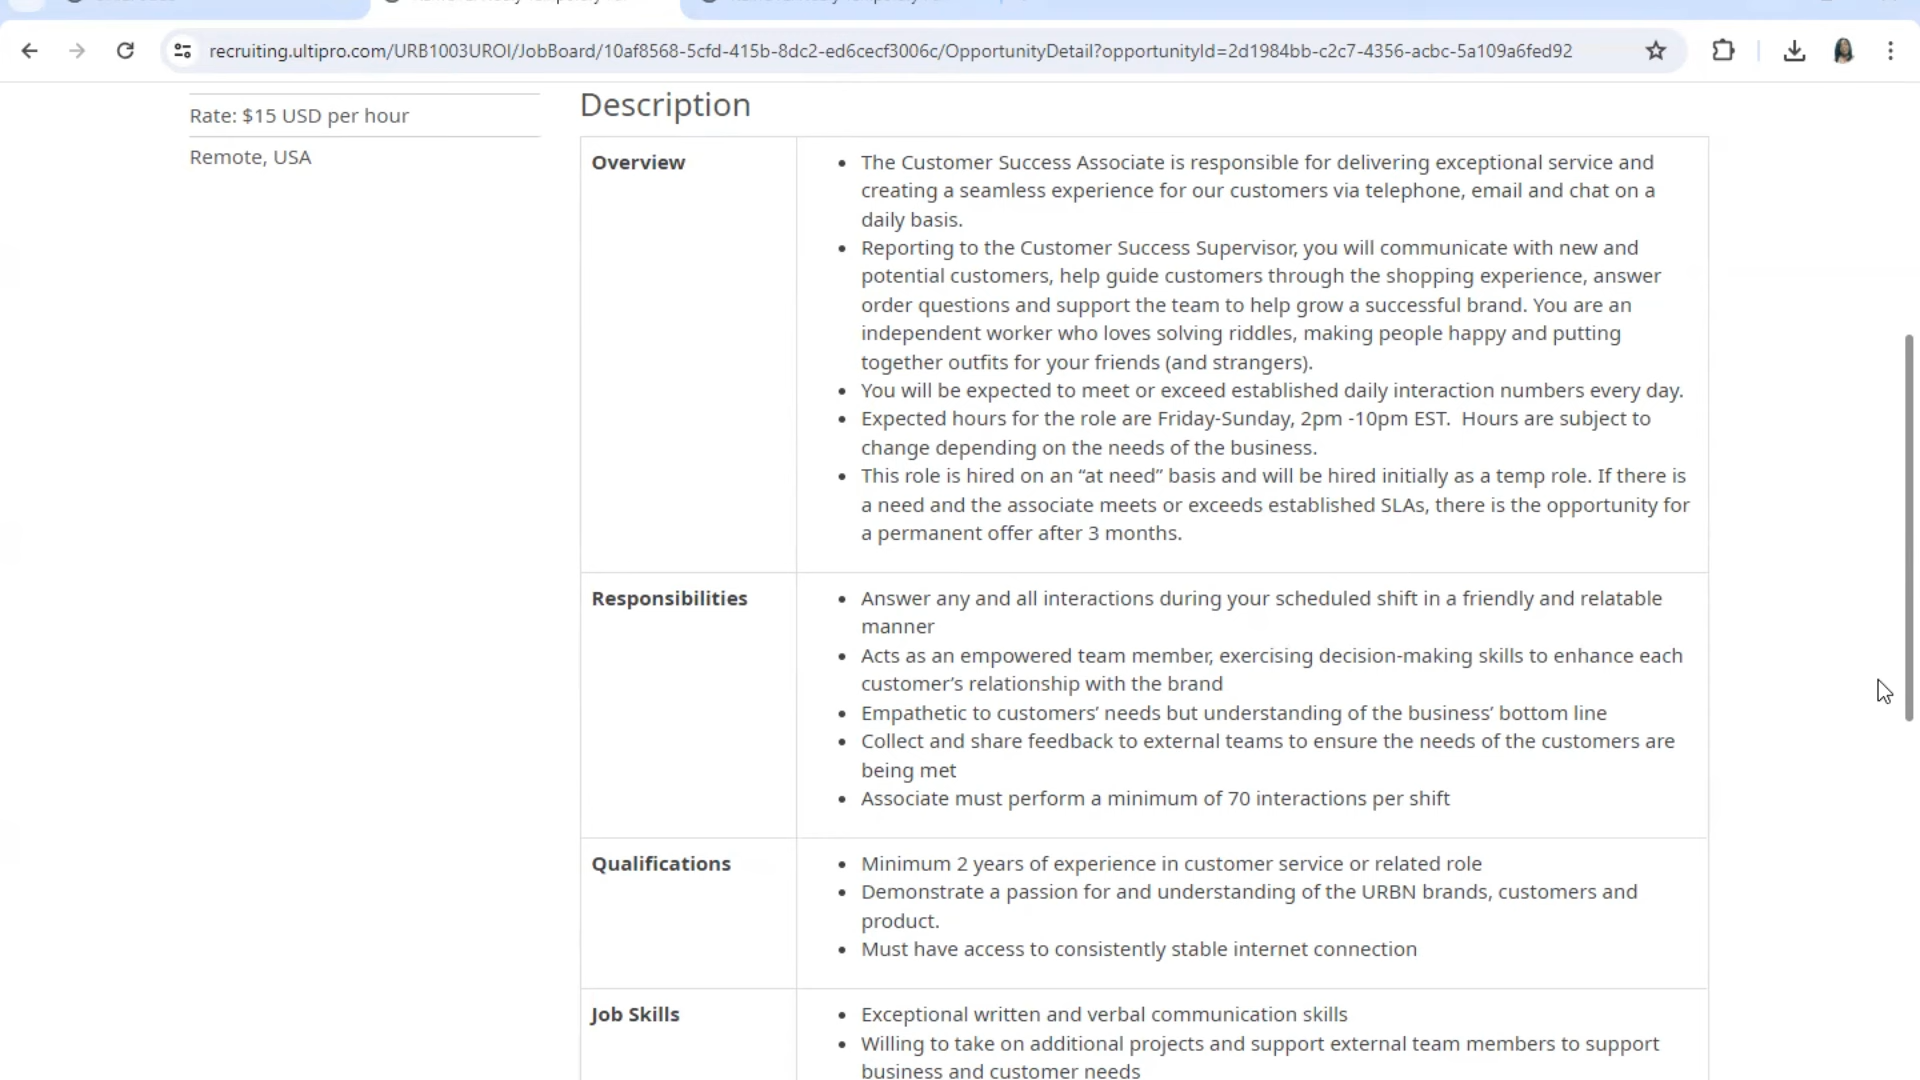 recruiting.ultipro.com/URB1003UROI/JobBoard/10af8568-5cfd-415b-8dc2-ed6cecf3006c/OpportunityDetail?opportunityId=2d1984bb-c2c7-4356-acbc-5a109a6fed92
Rate: $15 USD per hour
Remote, USA
Description
Overview
• The Customer Success Associate is responsible for delivering exceptional service and
creating a seamless experience for our customers via telephone, email and chat on a
daily basis.
• Reporting to the Customer Success Supervisor, you will communicate with new and
potential customers, help guide customers through the shopping experience, answer
order questions and support the team to help grow a successful brand. You are an
independent worker who loves solving riddles, making people happy and putting
together outfits for your friends (and strangers).
• You will be expected to meet or exceed established daily interaction numbers every day.
• Expected hours for the role are Friday-Sunday, 2pm -10pm EST.  Hours are subject to
change depending on the needs of the business.
• This role is hired on an “at need” basis and will be hired initially as a temp role. If there is
a need and the associate meets or exceeds established SLAs, there is the opportunity for
a permanent offer after 3 months.
Responsibilities
• Answer any and all interactions during your scheduled shift in a friendly and relatable
manner
• Acts as an empowered team member, exercising decision-making skills to enhance each
customer’s relationship with the brand
• Empathetic to customers’ needs but understanding of the business’ bottom line
• Collect and share feedback to external teams to ensure the needs of the customers are
being met
• Associate must perform a minimum of 70 interactions per shift
Qualifications
• Minimum 2 years of experience in customer service or related role
• Demonstrate a passion for and understanding of the URBN brands, customers and
product.
• Must have access to consistently stable internet connection
Job Skills
• Exceptional written and verbal communication skills
• Willing to take on additional projects and support external team members to support
business and customer needs